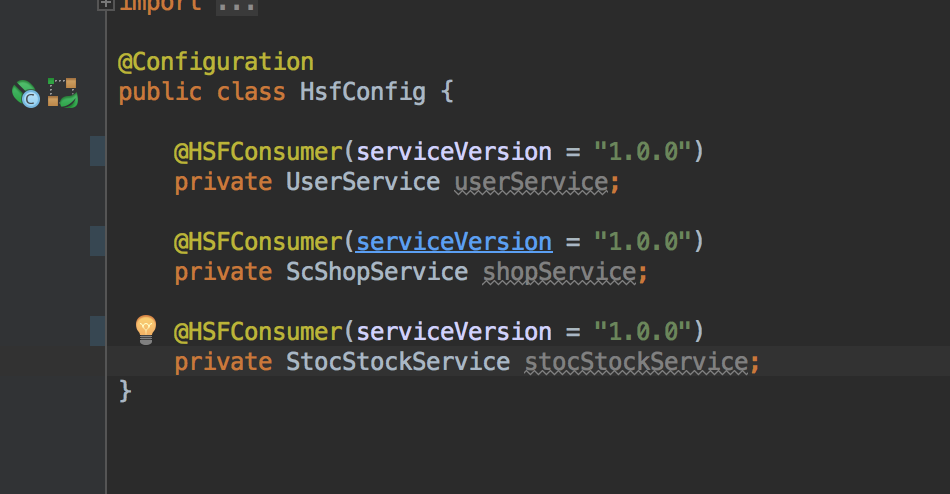 import ...
@Configuration
public class HsfConfig {
@HSFConsumer(serviceVersion = "1.0.0")
private UserService userService;
@HSFConsumer(serviceVersion = "1.0.0")
private ScShopService shopService;
@HSFConsumer(serviceVersion = "1.0.0")
private StocStockService stocStockService;
}